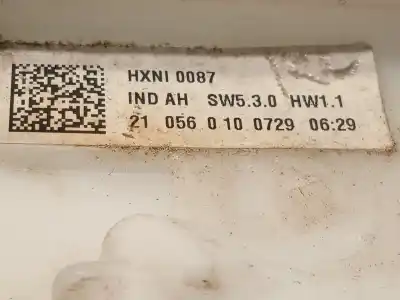 HXNI 0087
IND AH SW5.3.0 HW1.1
21 056 0 10 0729 06:29